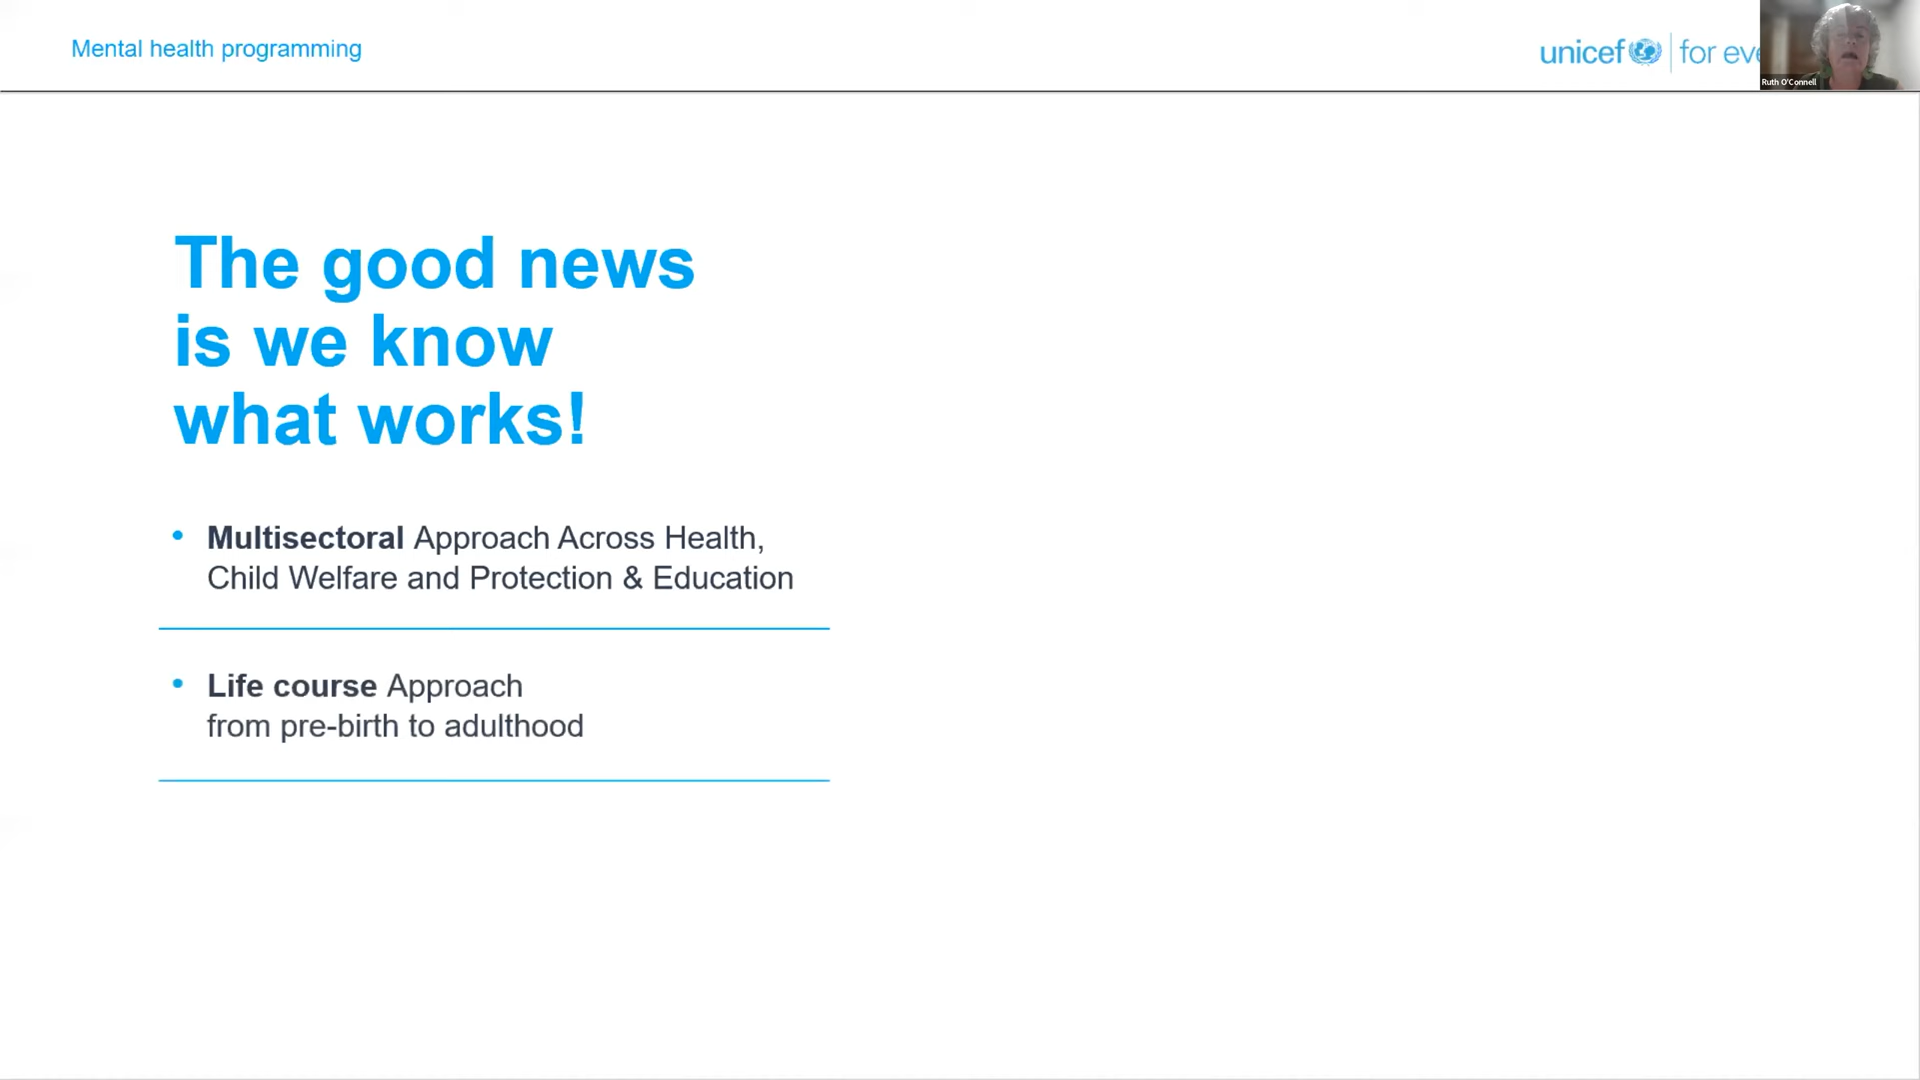 Mental health programming
unicef | for eve
Ruth O'Connell
The good news
is we know
what works!
• Multisectoral Approach Across Health,
Child Welfare and Protection & Education
• Life course Approach
from pre-birth to adulthood